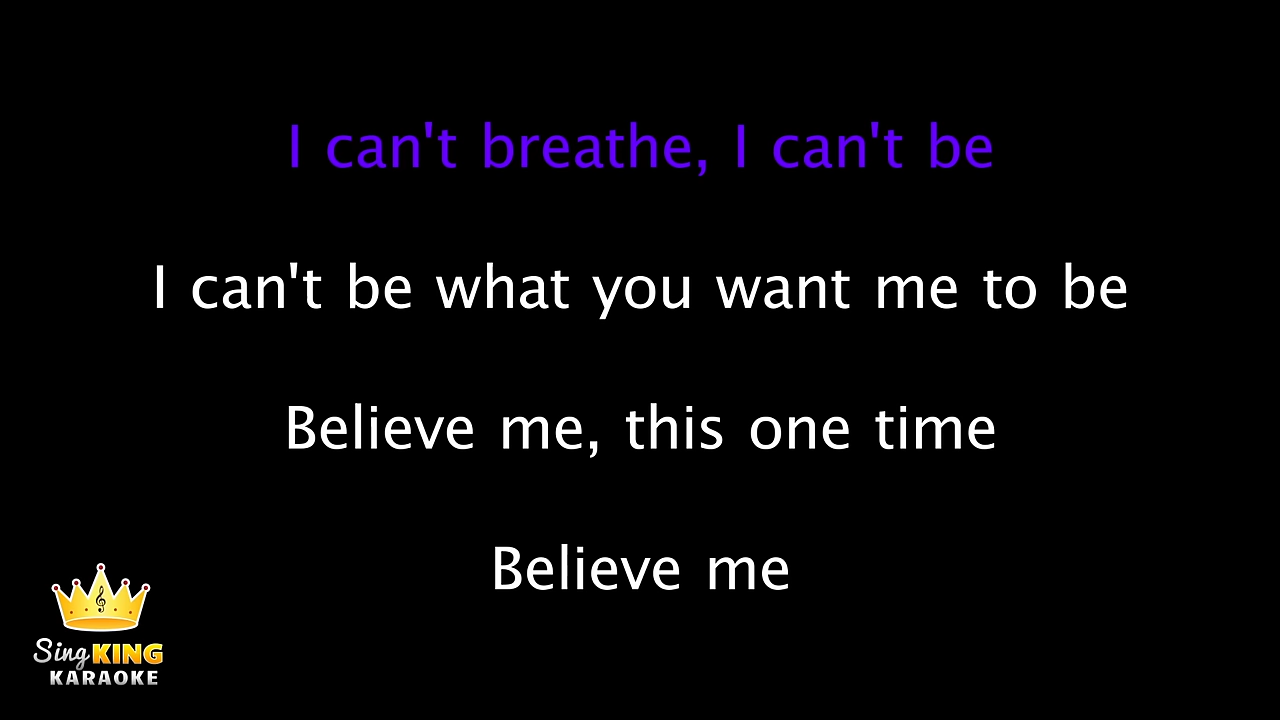 I can't breathe, I can't be
I can't be what you want me to be
Believe me, this one time
Believe me
Sing KING
KARAOKE